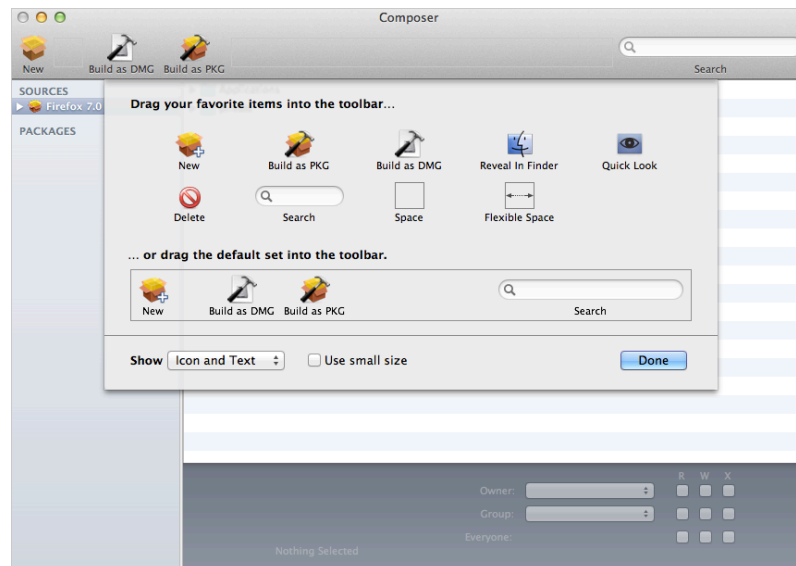 Composer
New Build as DMG Build as PKG Search
SOURCES
Firefox 7.0
PACKAGES
Applications
Drag your favorite items into the toolbar...
New Build as PKG Build as DMG Reveal In Finder Quick Look
Delete Search Space Flexible Space
... or drag the default set into the toolbar.
New Build as DMG Build as PKG Search
Show Icon and Text Use small size Done
R W X
Owner:
Group:
Everyone:
Nothing Selected